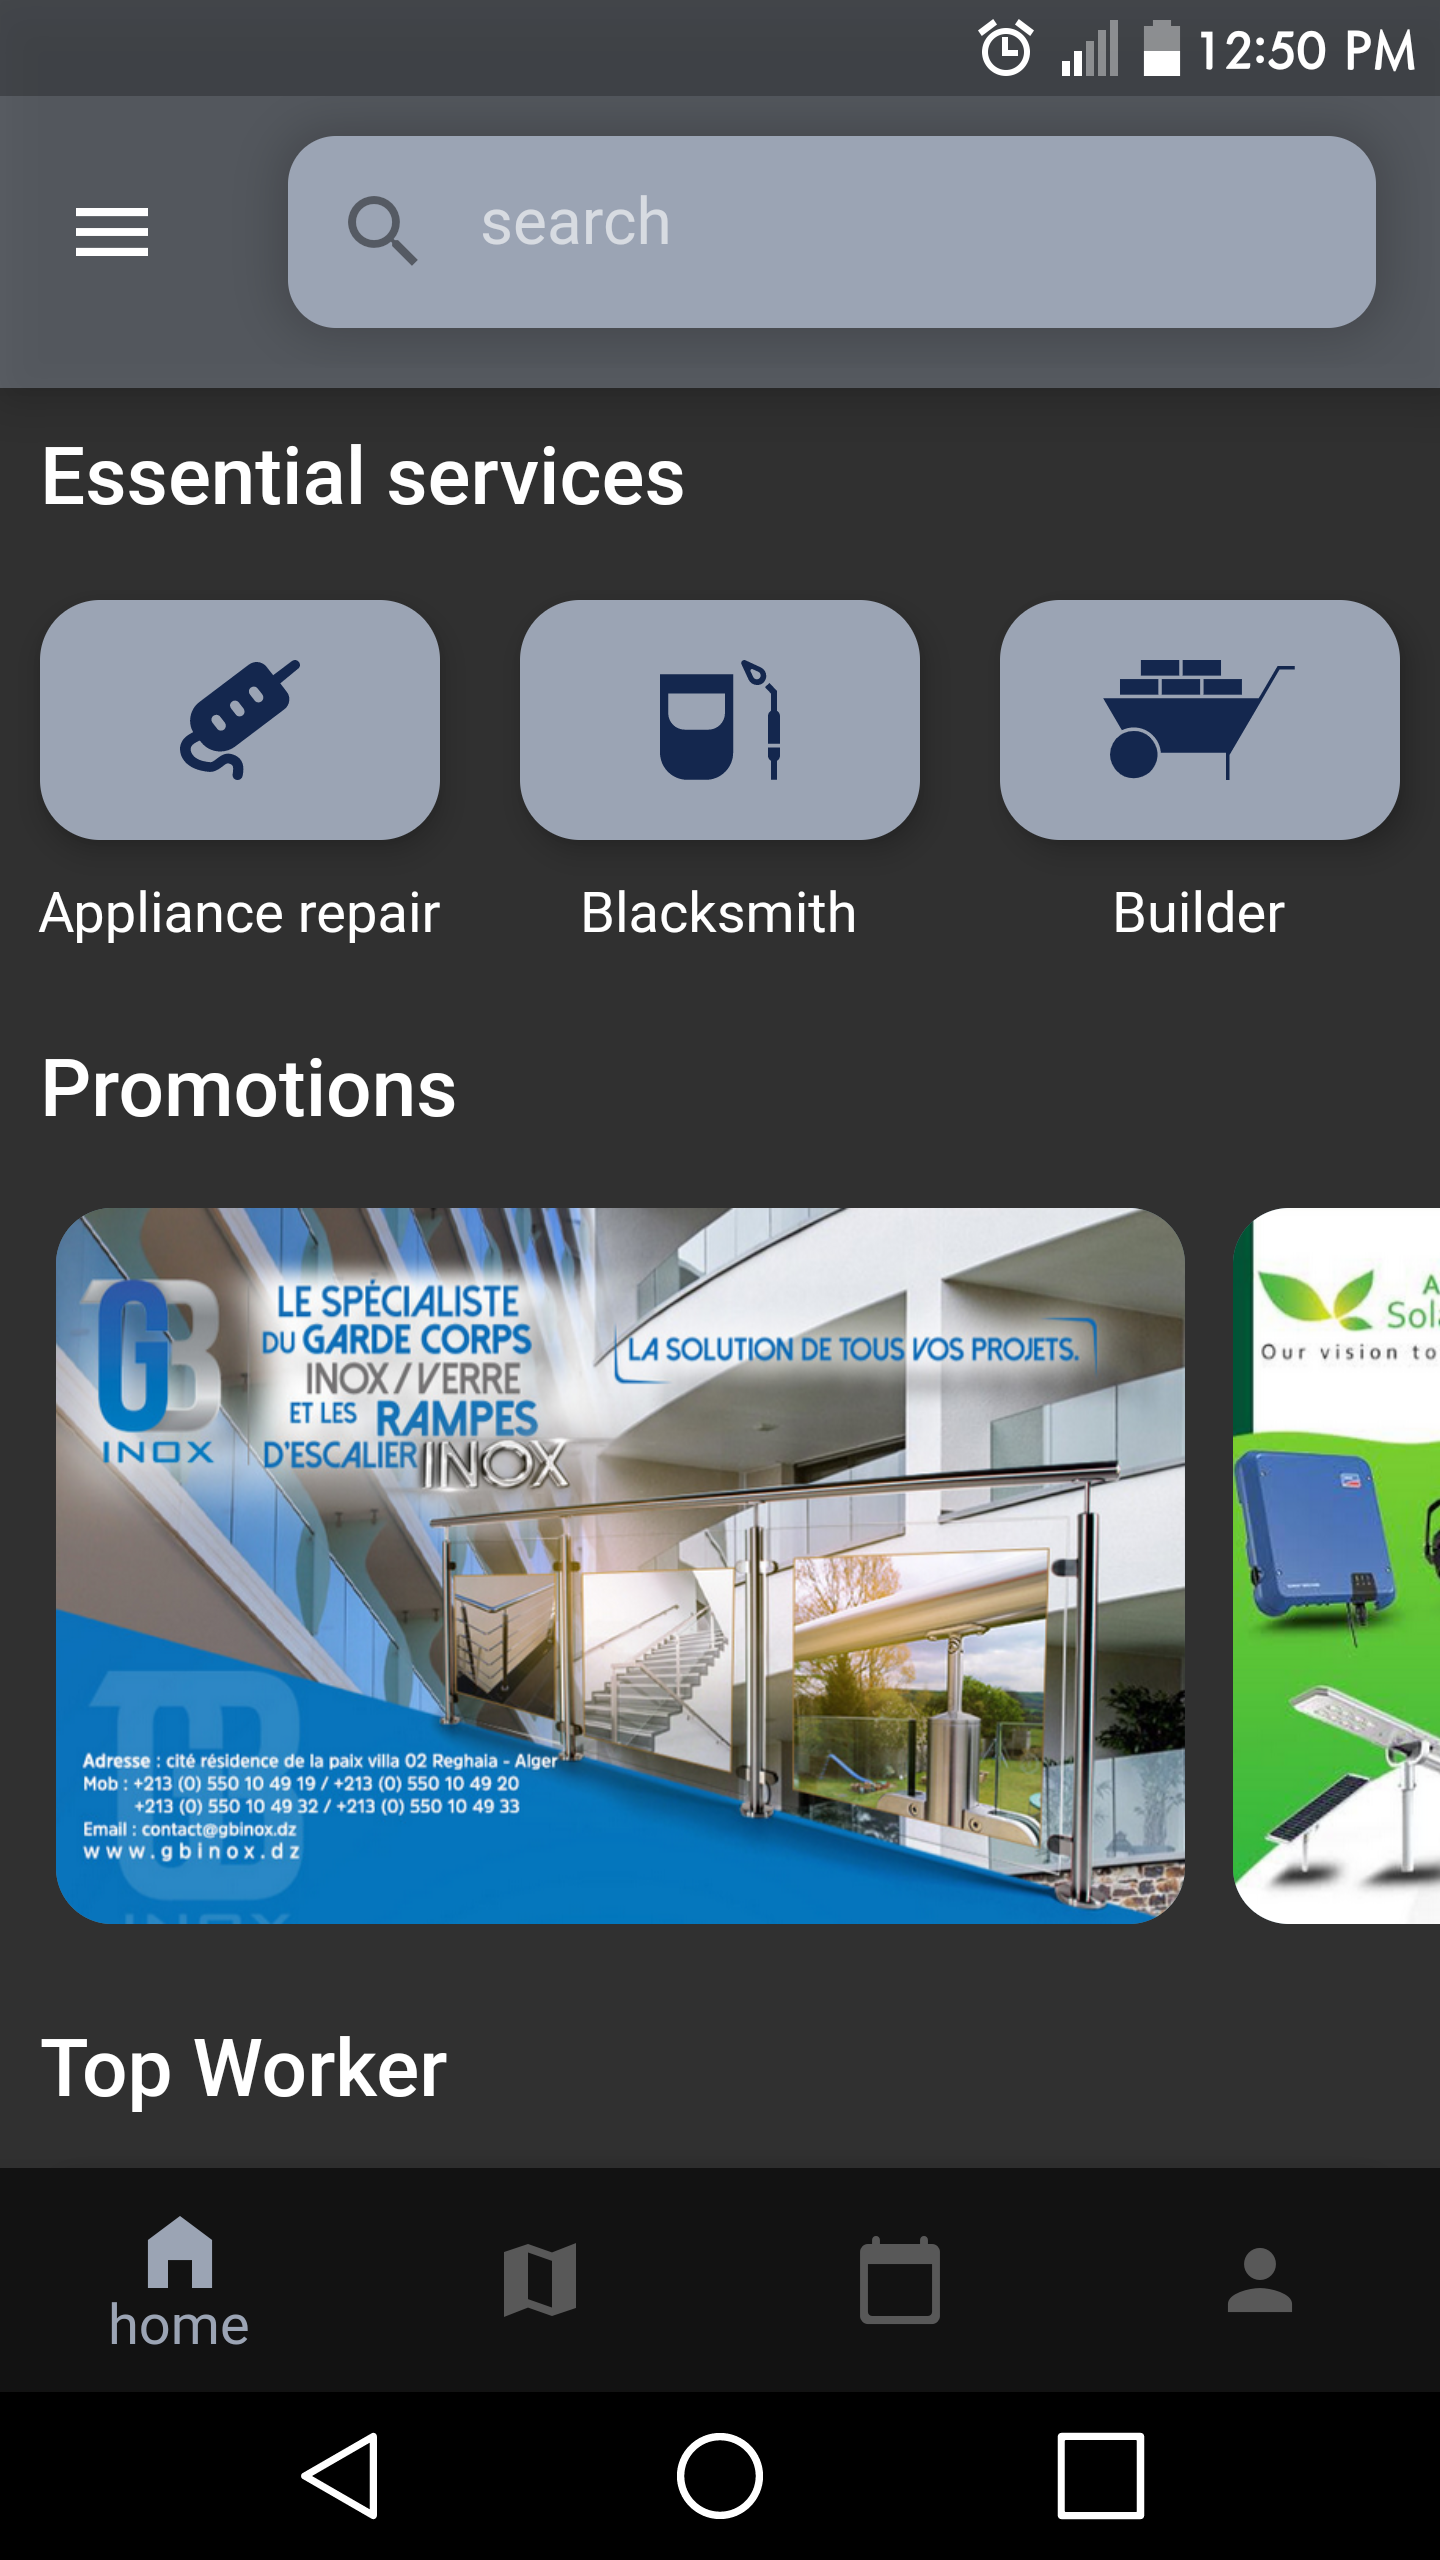 12:50 PM
search
Essential services
Appliance repair
Blacksmith
Builder
Promotions
GB
INOX
LE SPÉCIALISTE
DU GARDE CORPS
INOX / VERRE
ET LES RAMPES
D'ESCALIER INOX
LA SOLUTION DE TOUS VOS PROJETS.
Adresse : cité résidence de la paix villa 02 Reghaia - Alger
Mob : +213 (0) 550 10 49 19 / +213 (0) 550 10 49 20
+213 (0) 550 10 49 32 / +213 (0) 550 10 49 33
Email : contact@gbinox.dz
www.gbinox.dz
INOX
A
Sola
Our vision to
Top Worker
home